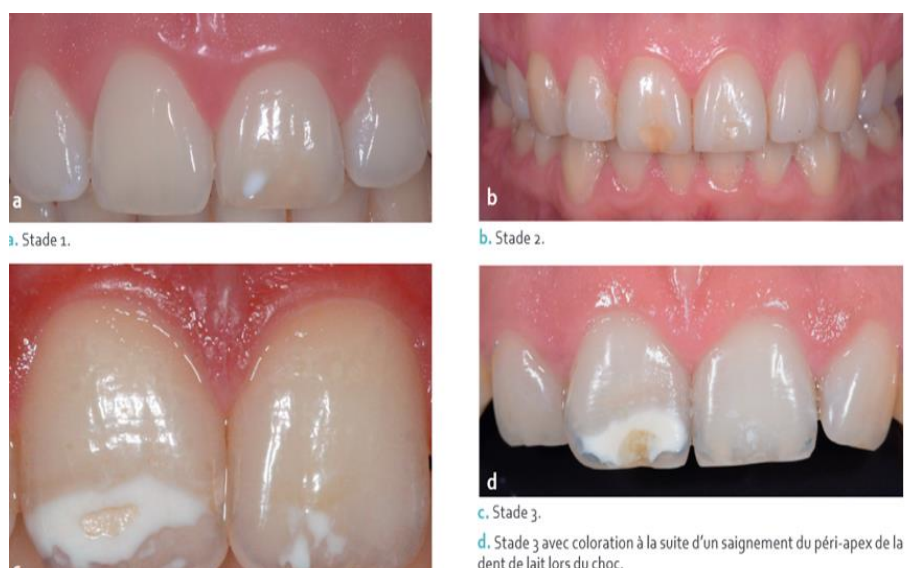 a
b
a. Stade 1.
b. Stade 2.
d
c. Stade 3.
d. Stade 3 avec coloration à la suite d'un saignement du péri-apex de la
dent de lait lors du choc.